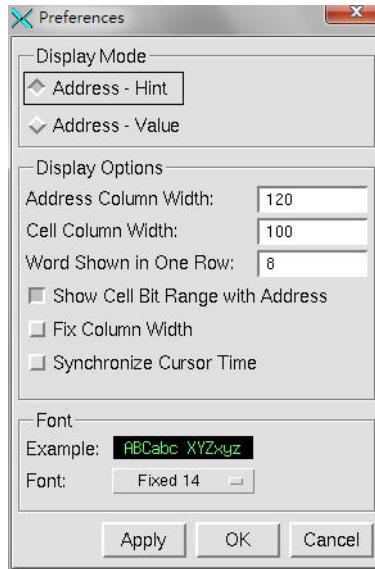 Preferences
Display Mode
Address - Hint
Address - Value
Display Options
Address Column Width: 120
Cell Column Width: 100
Word Shown in One Row: 8
Show Cell Bit Range with Address
Fix Column Width
Synchronize Cursor Time
Font
Example: ABCabc XYZxyz
Font: Fixed 14
Apply OK Cancel